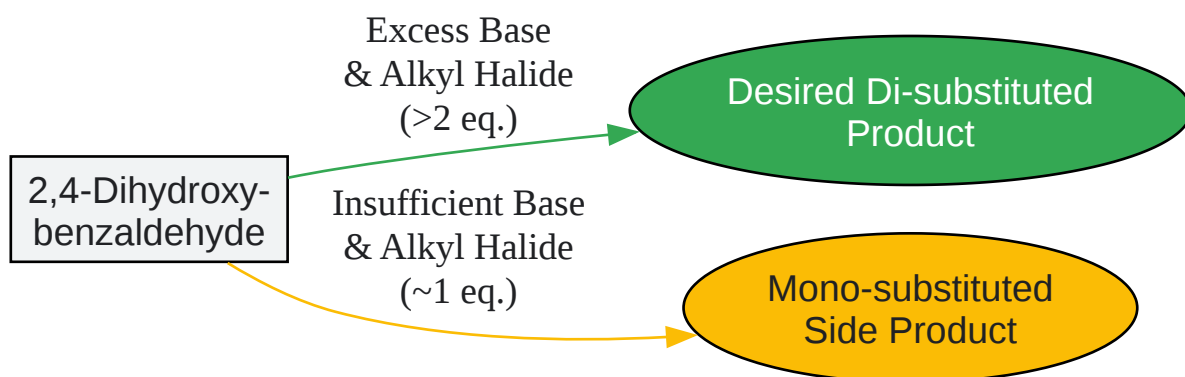 Excess Base
& Alkyl Halide
(>2 eq.)
Desired Di-substituted
Product
2,4-Dihydroxy-
benzaldehyde
Insufficient Base
& Alkyl Halide
(~1 eq.)
Mono-substituted
Side Product